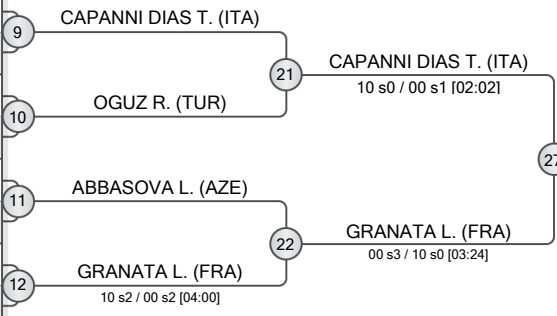 9
CAPANNI DIAS T. (ITA)
21
CAPANNI DIAS T. (ITA)
10 s0 / 00 s1 [02:02]
10
OGUZ R. (TUR)
27
11
ABBASOVA L. (AZE)
22
GRANATA L. (FRA)
00 s3 / 10 s0 [03:24]
12
GRANATA L. (FRA)
10 s2 / 00 s2 [04:00]